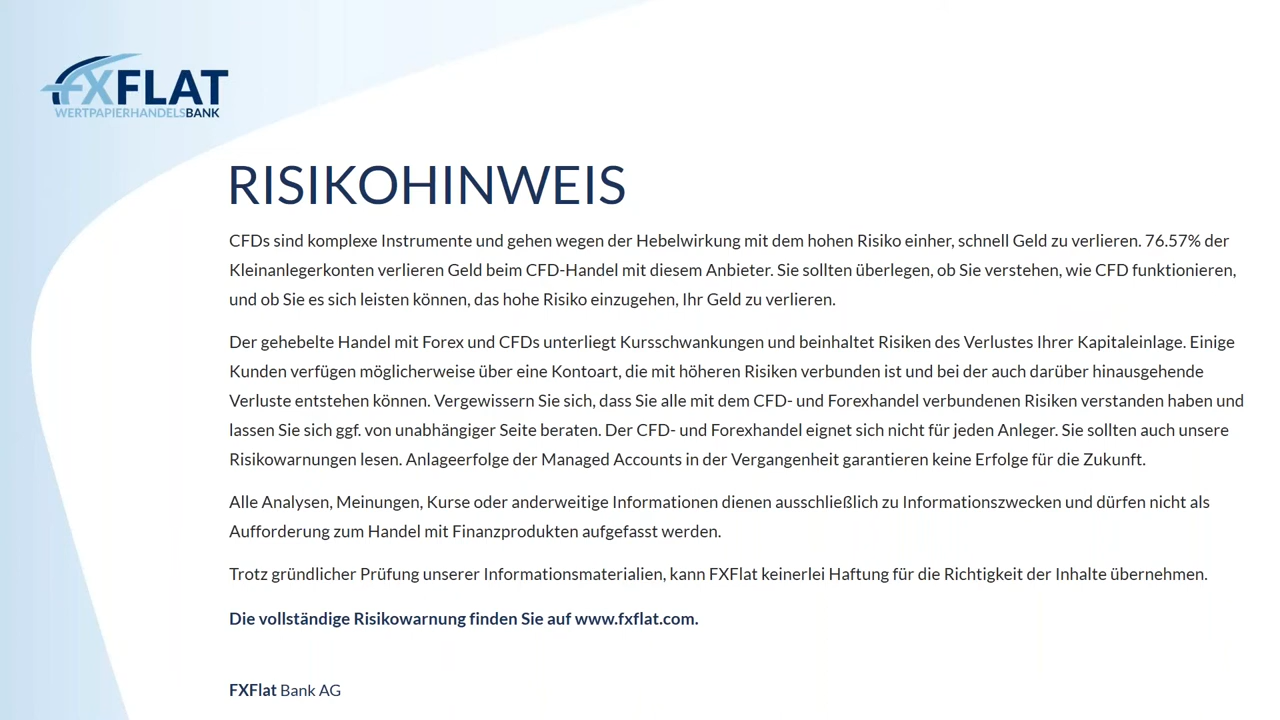 FXFLAT
WERTPAPIERHANDELSBANK
RISIKOHINWEIS
CFDs sind komplexe Instrumente und gehen wegen der Hebelwirkung mit dem hohen Risiko einher, schnell Geld zu verlieren. 76.57% der
Kleinanlegerkonten verlieren Geld beim CFD-Handel mit diesem Anbieter. Sie sollten überlegen, ob Sie verstehen, wie CFD funktionieren,
und ob Sie es sich leisten können, das hohe Risiko einzugehen, Ihr Geld zu verlieren.
Der gehebelte Handel mit Forex und CFDs unterliegt Kursschwankungen und beinhaltet Risiken des Verlustes Ihrer Kapitaleinlage. Einige
Kunden verfügen möglicherweise über eine Kontoart, die mit höheren Risiken verbunden ist und bei der auch darüber hinausgehende
Verluste entstehen können. Vergewissern Sie sich, dass Sie alle mit dem CFD- und Forexhandel verbundenen Risiken verstanden haben und
lassen Sie sich ggf. von unabhängiger Seite beraten. Der CFD- und Forexhandel eignet sich nicht für jeden Anleger. Sie sollten auch unsere
Risikowarnungen lesen. Anlageerfolge der Managed Accounts in der Vergangenheit garantieren keine Erfolge für die Zukunft.
Alle Analysen, Meinungen, Kurse oder anderweitige Informationen dienen ausschließlich zu Informationszwecken und dürfen nicht als
Aufforderung zum Handel mit Finanzprodukten aufgefasst werden.
Trotz gründlicher Prüfung unserer Informationsmaterialien, kann FXFlat keinerlei Haftung für die Richtigkeit der Inhalte übernehmen.
Die vollständige Risikowarnung finden Sie auf www.fxflat.com.
FXFlat Bank AG